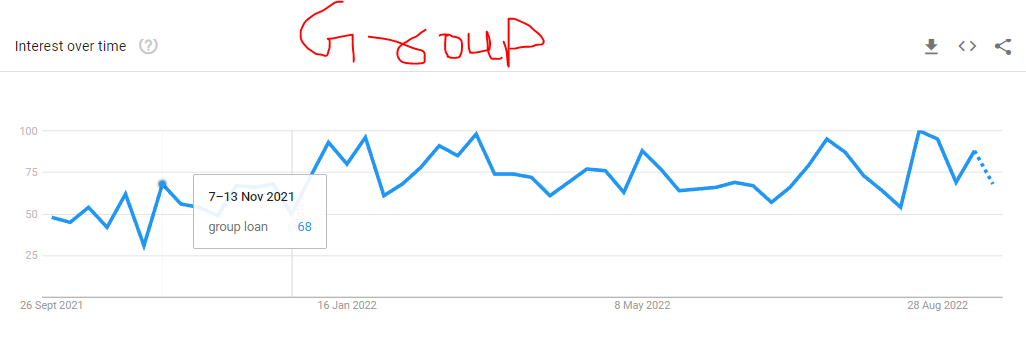 Group
Interest over time
100
75
50
25
7–13 Nov 2021
group loan 68
26 Sept 2021 16 Jan 2022 8 May 2022 28 Aug 2022